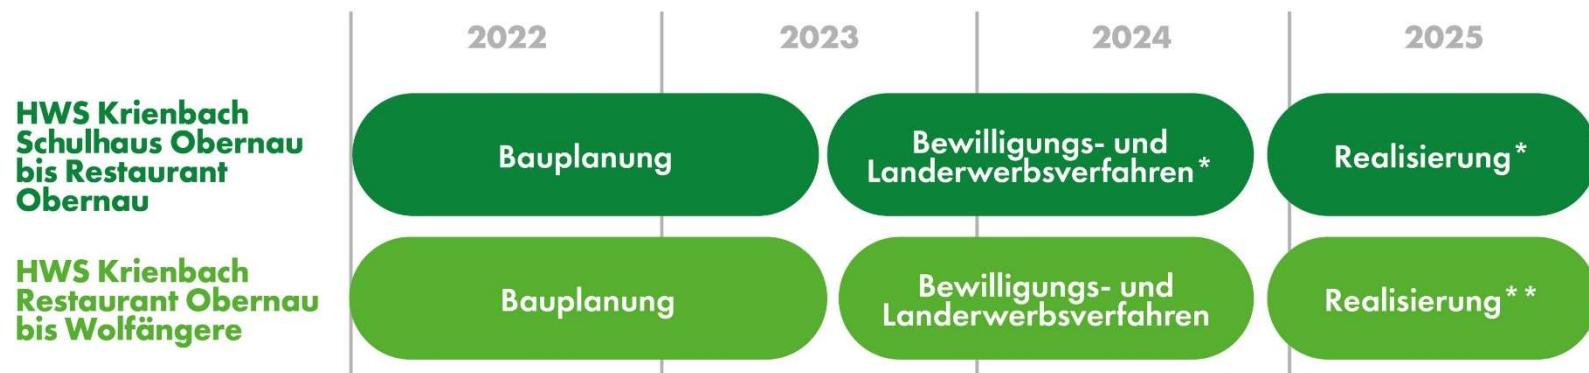 2022 2023 2024 2025
HWS Krienbach
Schulhaus Obernau
bis Restaurant
Obernau
Bauplanung
Bewilligungs- und
Landerwerbsverfahren*
Realisierung*
HWS Krienbach
Restaurant Obernau
bis Wolfängere
Bauplanung
Bewilligungs- und
Landerwerbsverfahren
Realisierung**